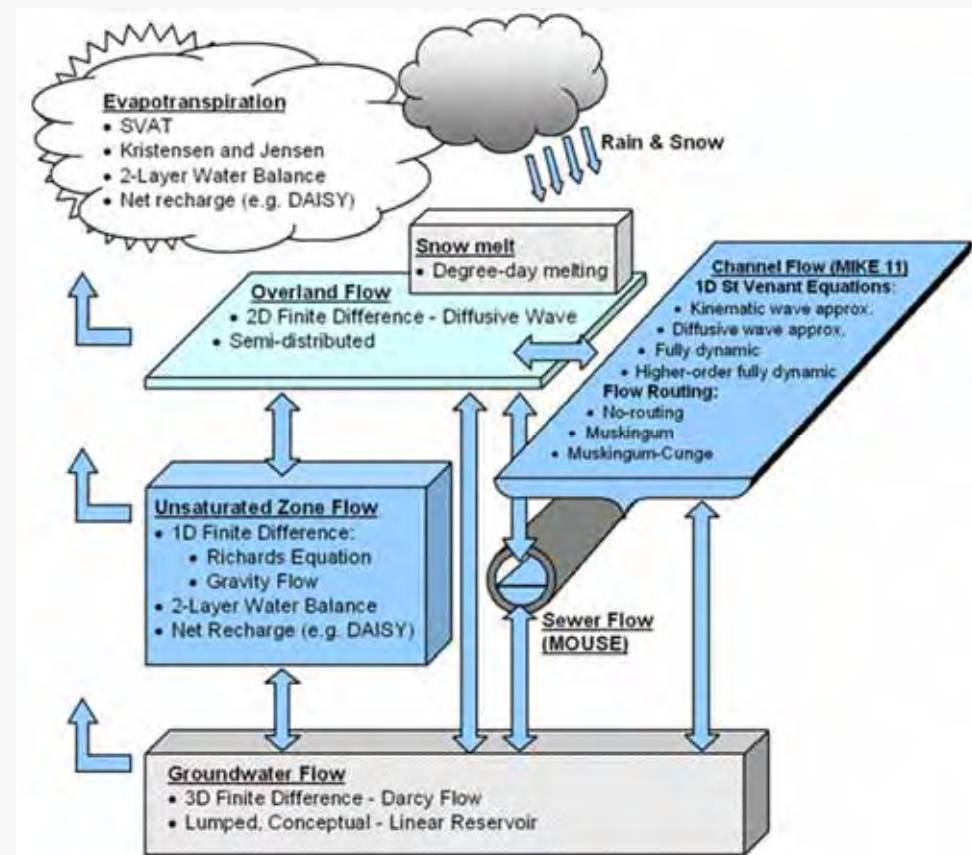 Evapotranspiration
• SVAT
• Kristensen and Jensen
• 2-Layer Water Balance
• Net recharge (e.g. DAISY)
Rain & Snow
Snow melt
• Degree-day melting
Overland Flow
• 2D Finite Difference - Diffusive Wave
• Semi-distributed
Channel Flow (MIKE 11)
1D St Venant Equations:
• Kinematic wave approx.
• Diffusive wave approx.
• Fully dynamic
• Higher-order fully dynamic
Flow Routing:
• No-routing
• Muskingum
• Muskingum-Cunge
Unsaturated Zone Flow
• 1D Finite Difference:
• Richards Equation
• Gravity Flow
• 2-Layer Water Balance
• Net Recharge (e.g. DAISY)
Sewer Flow
(MOUSE)
Groundwater Flow
• 3D Finite Difference - Darcy Flow
• Lumped, Conceptual - Linear Reservoir